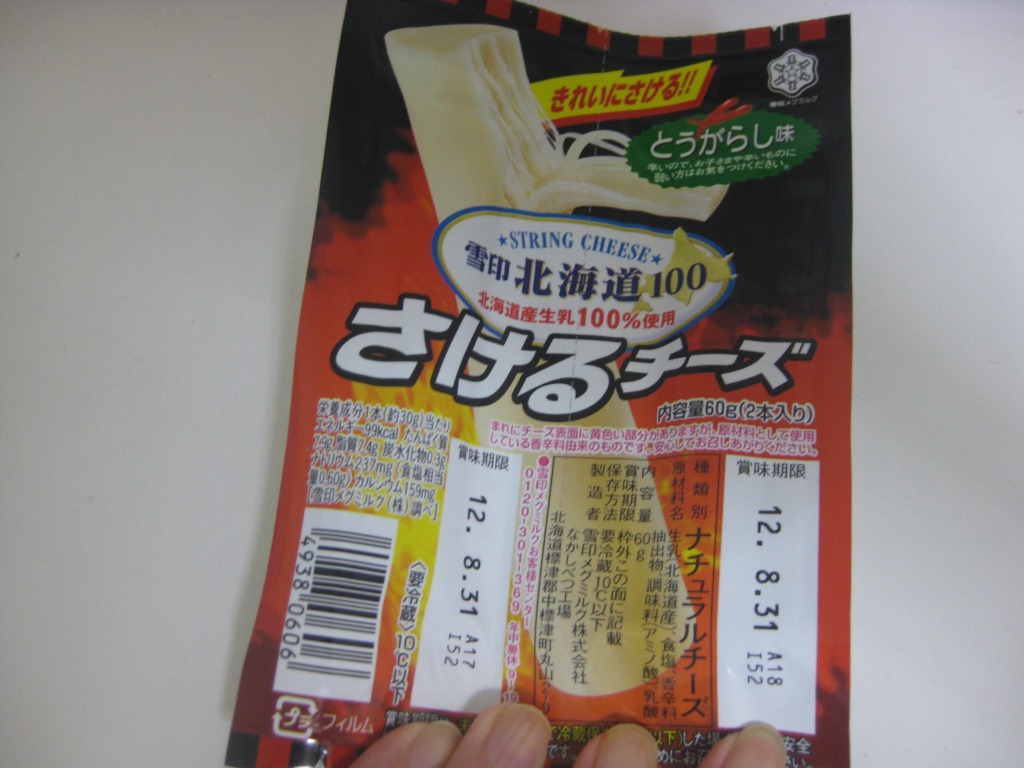 きれいにさける!!
雪印メグミルク
とうがらし味
辛いので、お子さまや辛いものに
弱い方はお気をつけください。
★STRING CHEESE★
雪印北海道100
北海道産生乳100%使用
さけるチーズ
内容量60g(2本入り)
まれにチーズ表面に黄色い部分がありますが、原材料として使用
している香辛料由来のものです。安心してお召しあがりください。
栄養成分1本(約30g)当たり
エネルギー 99kcal たんぱく質
7.9g 脂質7.4g 炭水化物0.3g
ナトリウム237mg (食塩相当
量0.60g) カルシウム159mg
[雪印メグミルク(株)調べ]
賞味期限
12. 8.31 A17
I52
●雪印メグミルクお客様センター
0120-301-369 年中無休 9~19
種類別 ナチュラルチーズ
原材料名 生乳(北海道産)、食塩、香辛料
抽出物、調味料(アミノ酸)、乳酸
内容量 60g
賞味期限 枠外この面に記載
保存方法 要冷蔵10℃以下
製造者 雪印メグミルク株式会社
なかしべつ工場
北海道標津郡中標津町丸山2-9
賞味期限
12. 8.31 A18
I52
4938 0606
<要冷蔵>10℃以下
プラ フィルム